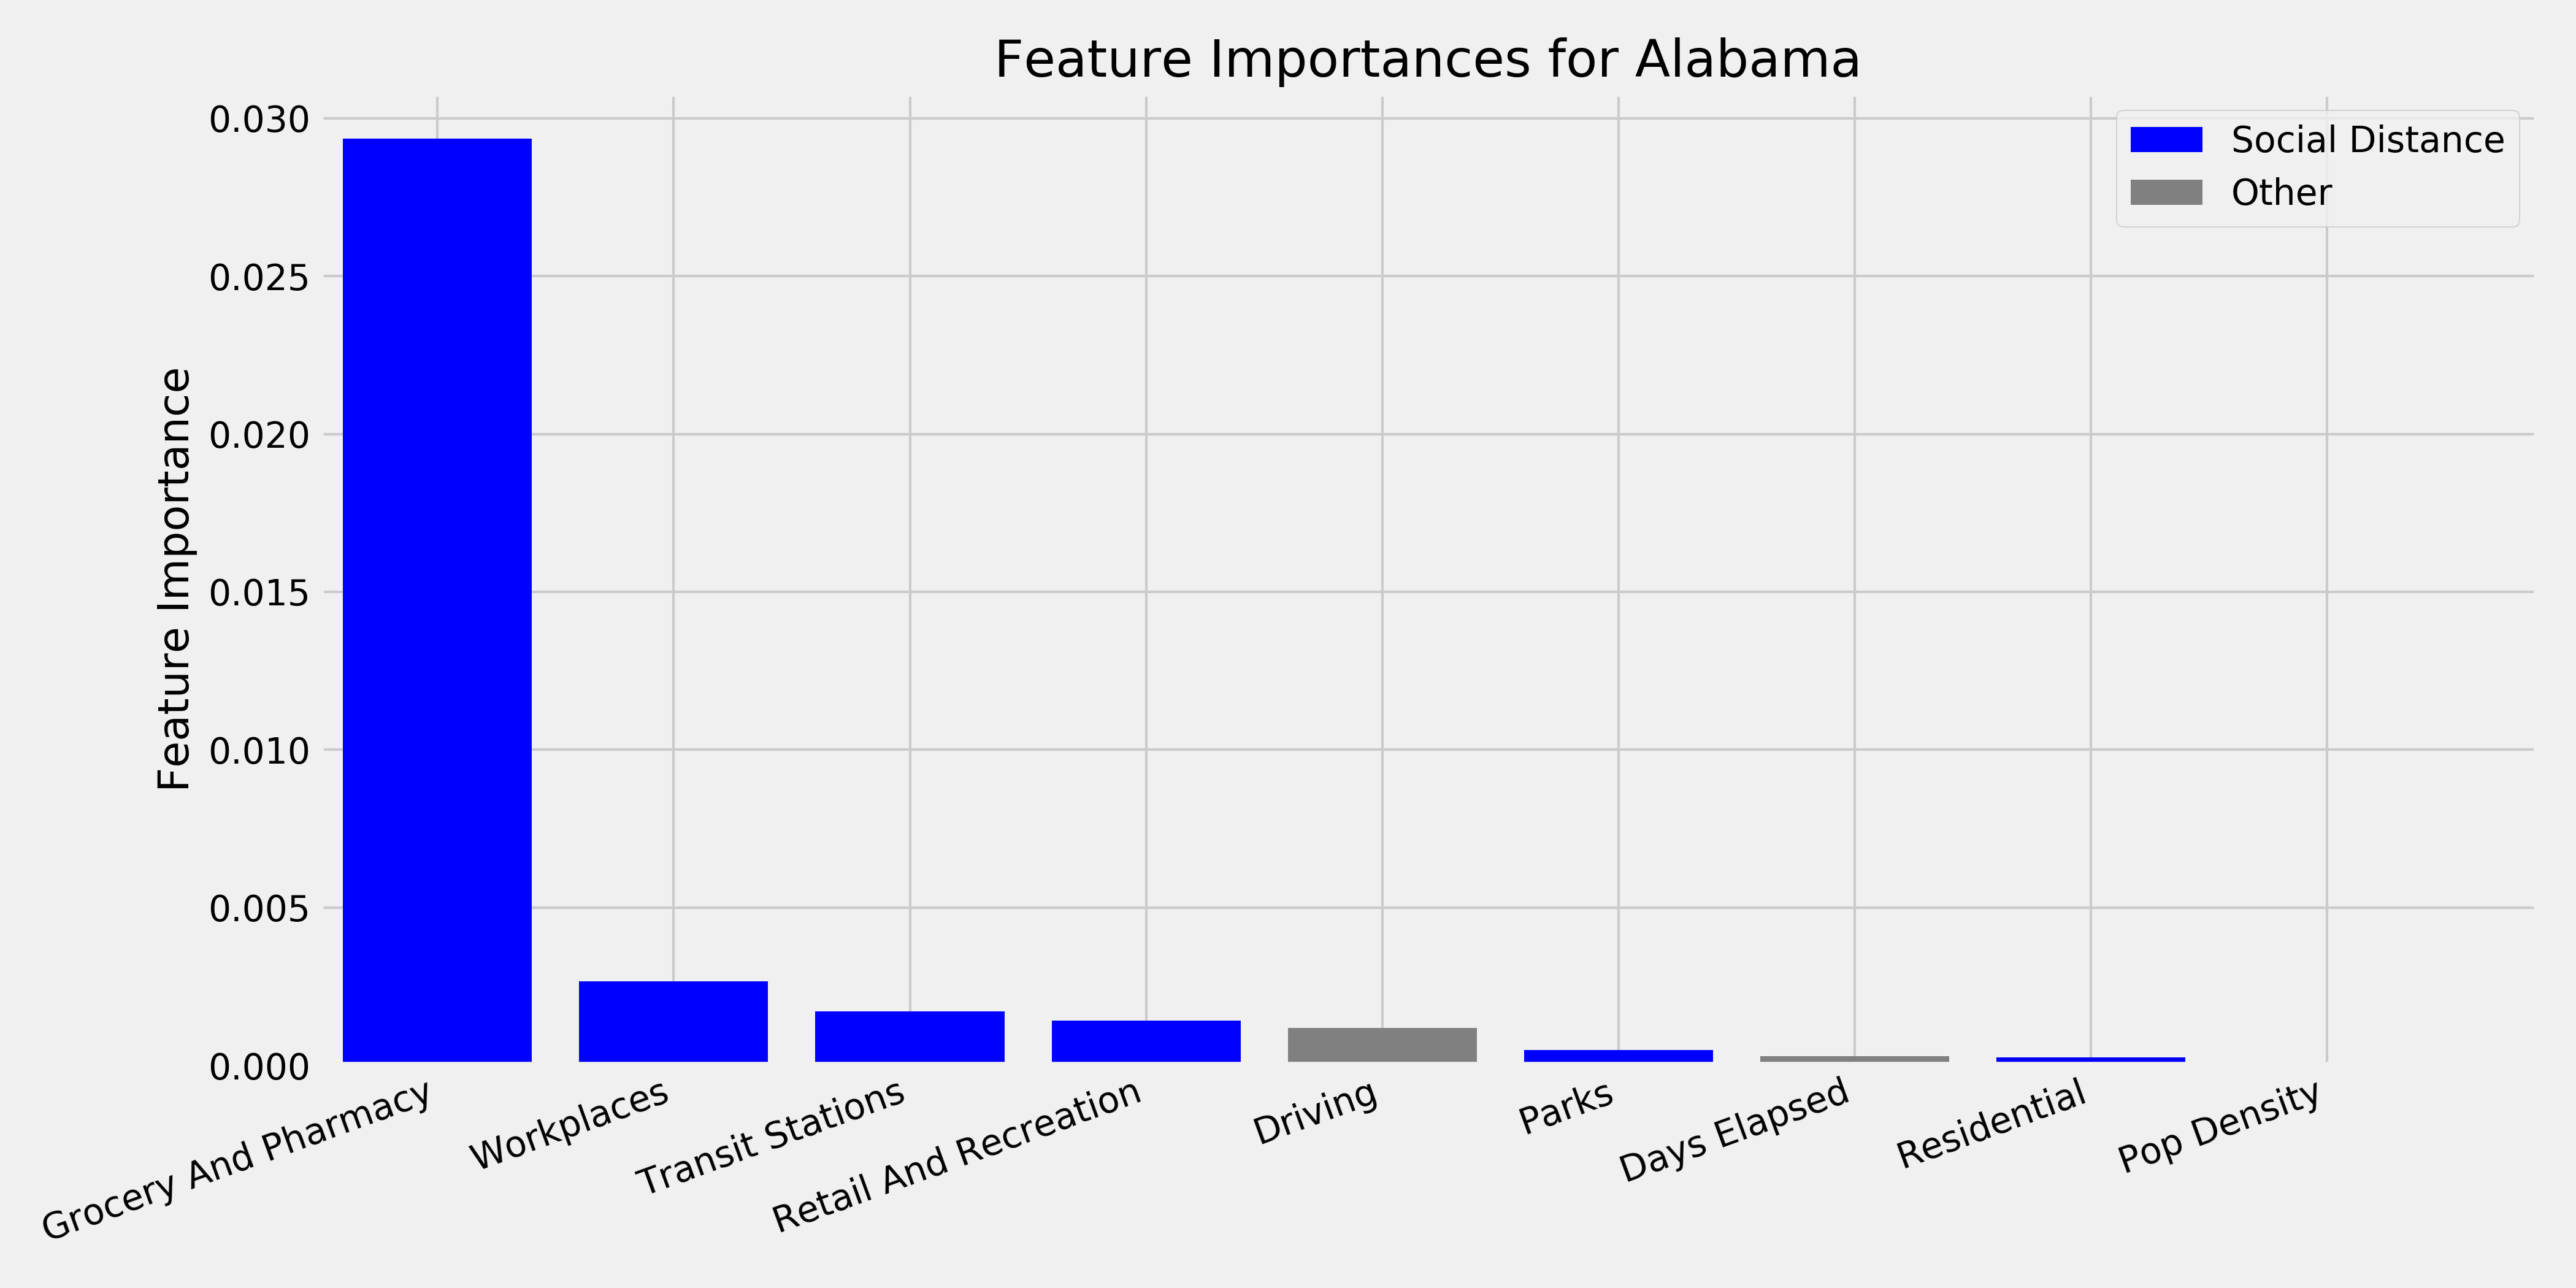 Feature Importances for Alabama
Feature Importance
0.030
0.025
0.020
0.015
0.010
0.005
0.000
Social Distance
Other
Grocery And Pharmacy
Workplaces
Transit Stations
Retail And Recreation
Driving
Parks
Days Elapsed
Residential
Pop Density